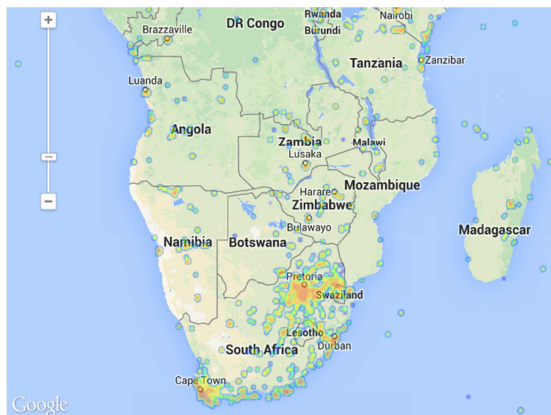 Rwanda
Nairobi
DR Congo
Brazzaville
Burundi
Tanzania
Zanzibar
Luanda
Angola
Zambia
Malawi
Lusaka
Harare
Mozambique
Zimbabwe
Bulawayo
Madagascar
Namibia
Botswana
Pretoria
Swaziland
Lesotho
Durban
South Africa
Cape Town
Google